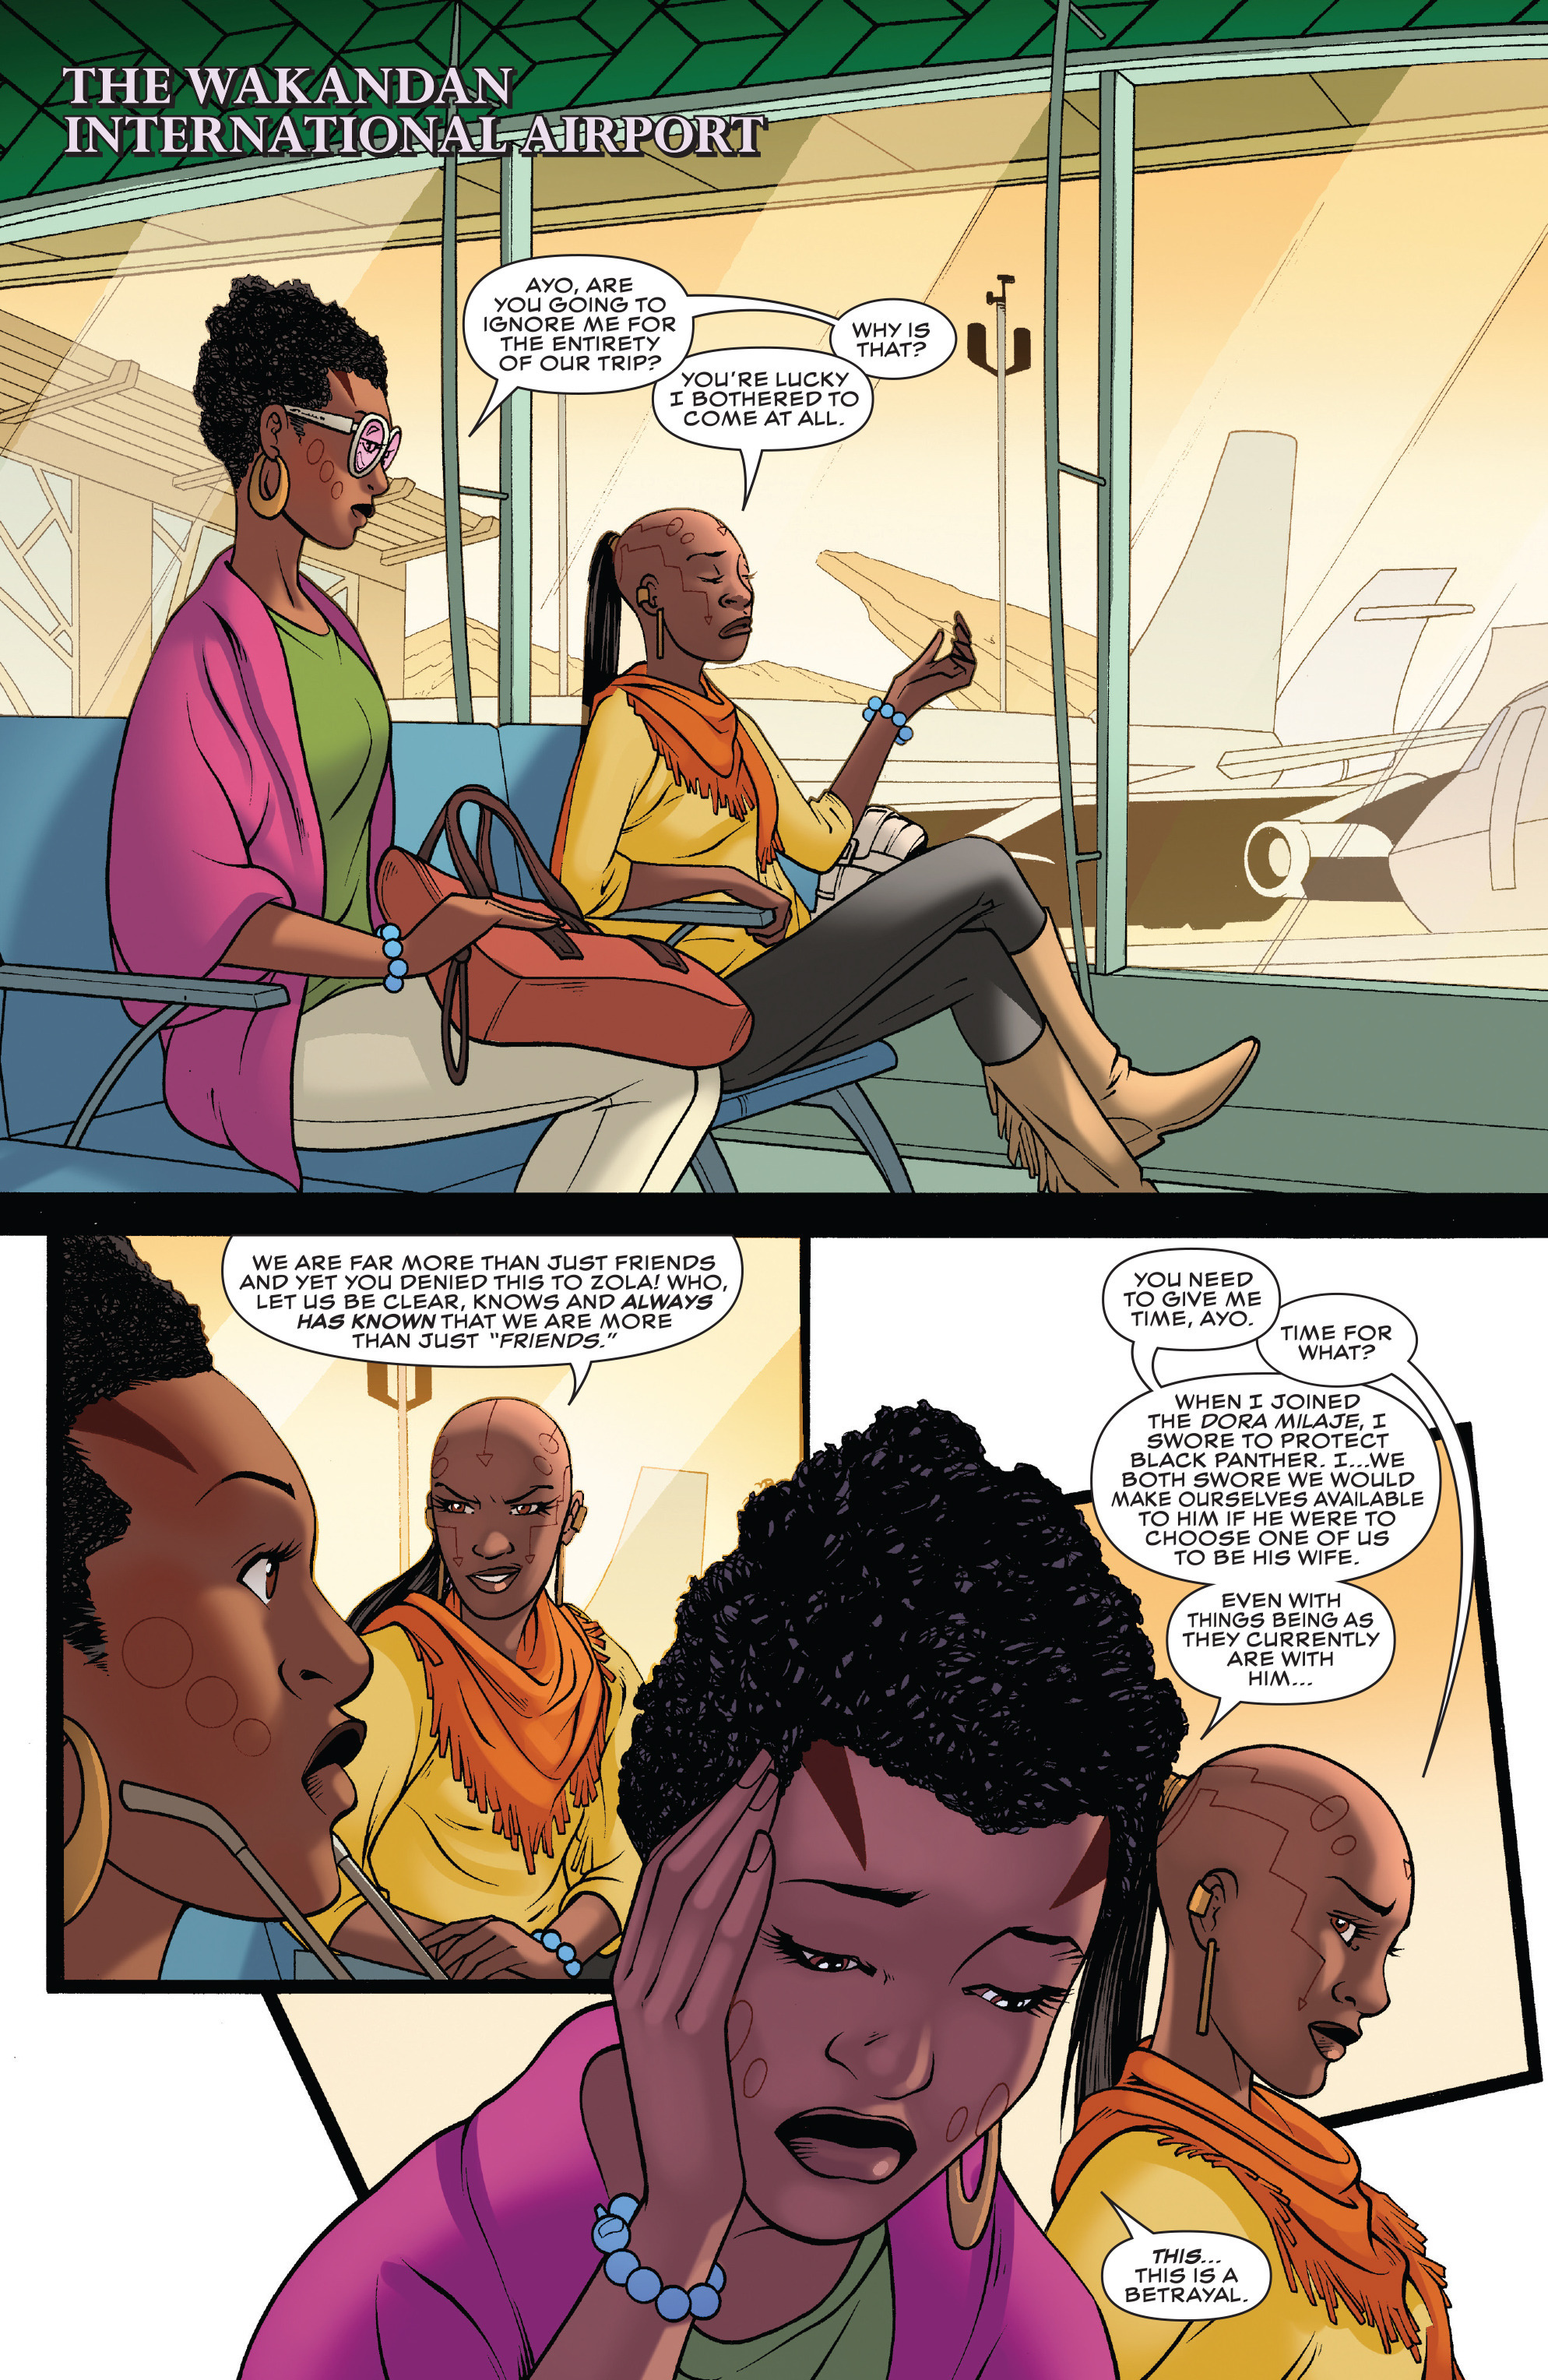 THE WAKANDAN
INTERNATIONAL AIRPORT
AYO, ARE
YOU GOING TO
IGNORE ME FOR
THE ENTIRETY
OF OUR TRIP?
YOU'RE LUCKY
I BOTHERED TO
COME AT ALL.
WHY IS
THAT?
WE ARE FAR MORE THAN JUST FRIENDS
AND YET YOU DENIED THIS TO ZOLA! WHO,
LET US BE CLEAR, KNOWS AND ALWAYS
HAS KNOWN THAT WE ARE MORE
THAN JUST "FRIENDS."
YOU NEED
TO GIVE ME
TIME, AYO.
TIME FOR
WHAT?
WHEN I JOINED
THE DORA MILAJE, I
SWORE TO PROTECT
BLACK PANTHER. I...WE
BOTH SWORE WE WOULD
MAKE OURSELVES AVAILABLE
TO HIM IF HE WERE TO
CHOOSE ONE OF US
TO BE HIS WIFE.
EVEN WITH
THINGS BEING AS
THEY CURRENTLY
ARE WITH
HIM...
THIS...
THIS IS A
BETRAYAL.